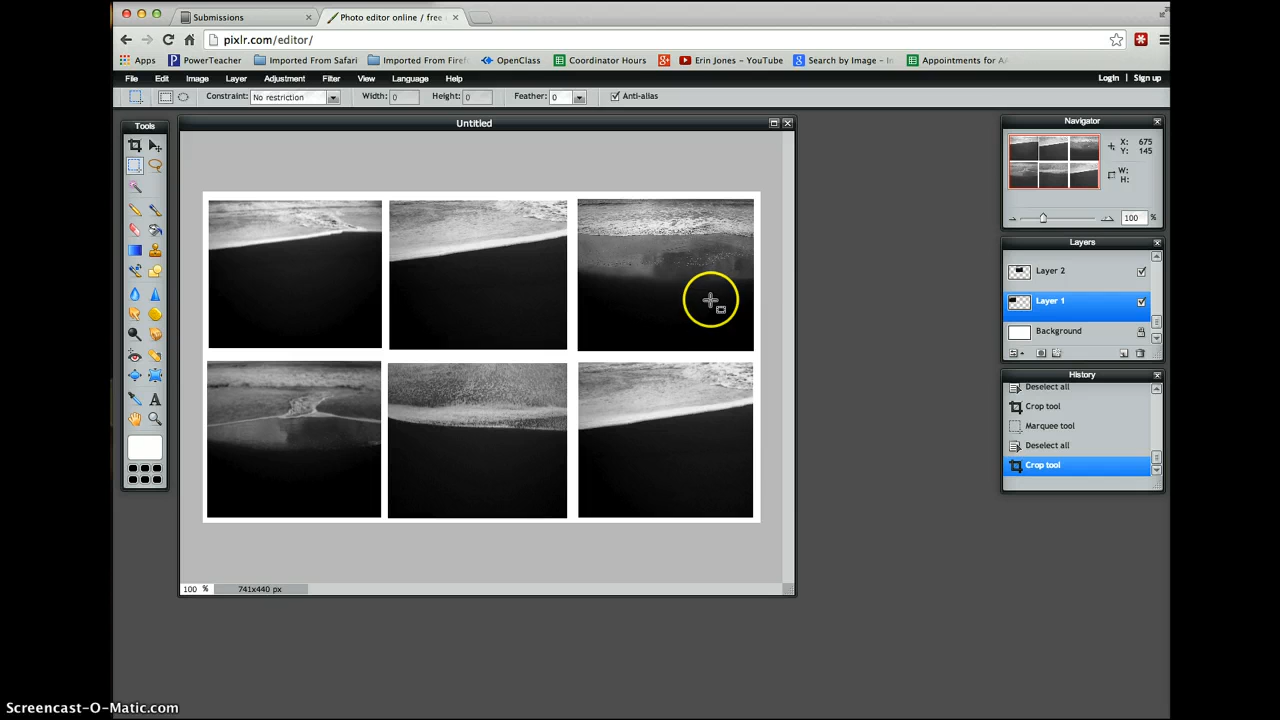 Submissions
Photo editor online / free
pixlr.com/editor/
Apps PowerTeacher Imported From Safari Imported From Firef OpenClass Coordinator Hours Erin Jones - YouTube Search by Image - In Appointments for AA
File Edit Image Layer Adjustment Filter View Language Help Login Sign up
Constraint: No restriction Width: 0 Height: 0 Feather: 0 Anti-alias
Tools
Untitled
Navigator
X: 675
Y: 145
W:
H:
100 %
Layers
Layer 2
Layer 1
Background
History
Deselect all
Crop tool
Marquee tool
Deselect all
Crop tool
100 % 741x440 px
Screencast-O-Matic.com